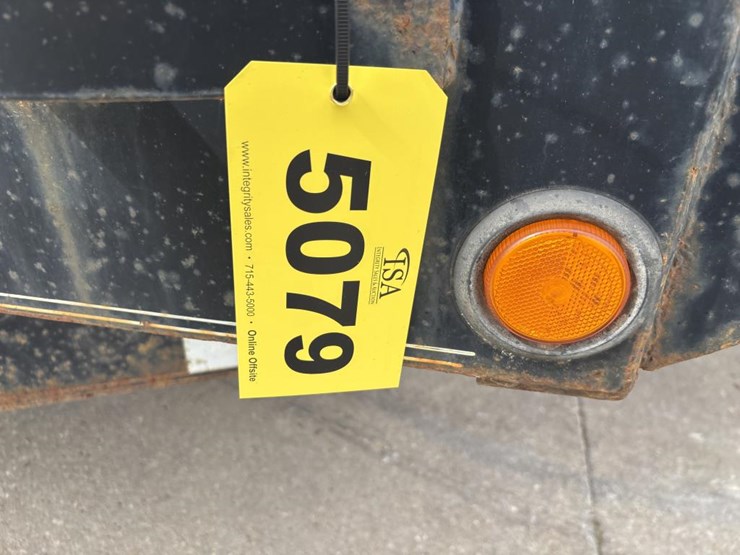 ISA
INTEGRITY SALES & AUCTION
5079
www.integritysales.com • 715-443-5000 • Online Offsite